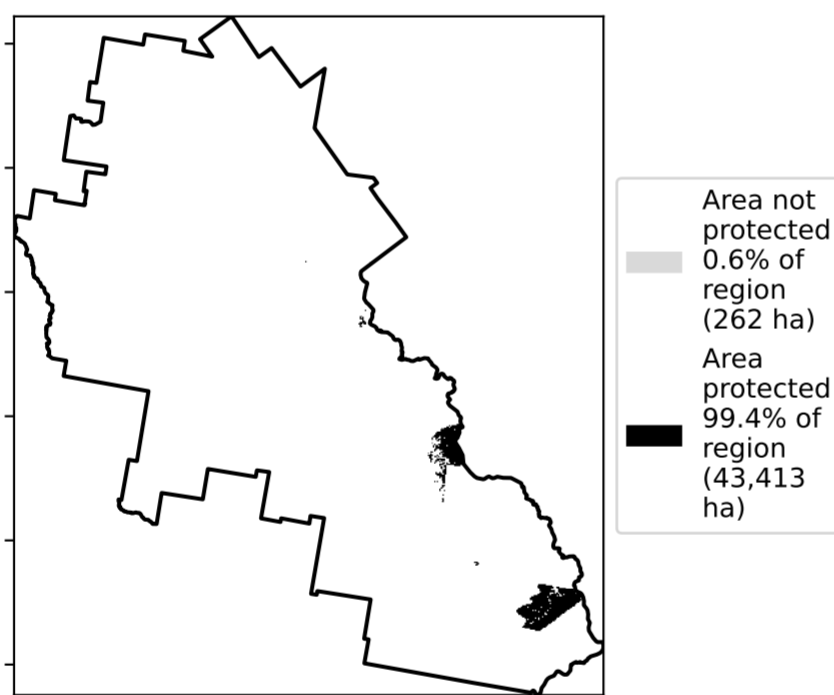 Area not
protected
0.6% of
region
(262 ha)
Area
protected
99.4% of
region
(43,413
ha)